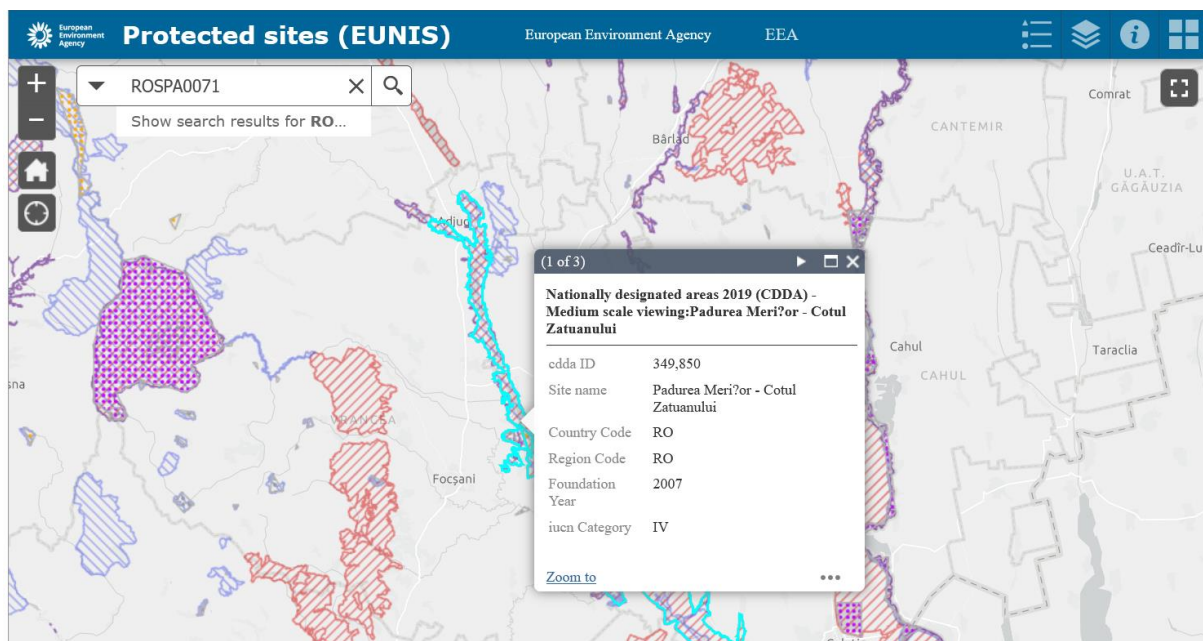 European
Environment
Agency
Protected sites (EUNIS)
European Environment Agency
EEA
ROSPA0071
Show search results for RO...
Comrat
CANTEMIR
Bârlad
U.A.T.
GĂGĂUZIA
Adjud
Ceadîr-Lu
(1 of 3)
Nationally designated areas 2019 (CDDA) -
Medium scale viewing:Padurea Meri?or - Cotul
Zatuanului
cdda ID 349,850
Site name Padurea Meri?or - Cotul
Zatuanului
Country Code RO
Region Code RO
Foundation 2007
Year
iucn Category IV
Zoom to
Cahul
Taraclia
CAHUL
sna
VRANCEA
Focșani